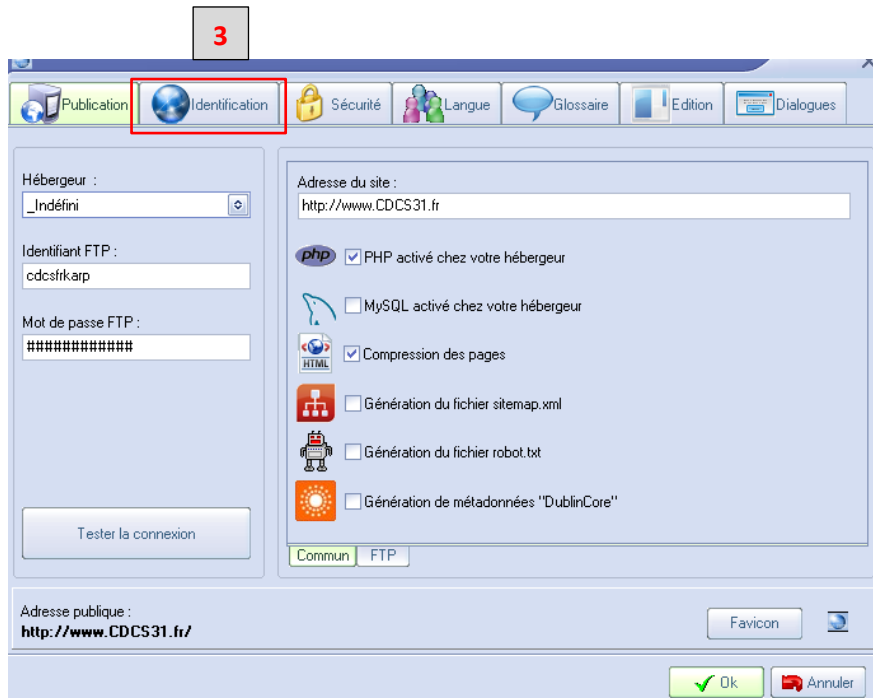 3
Publication
Identification
Sécurité
Langue
Glossaire
Edition
Dialogues
Hébergeur :
_Indéfini
Identifiant FTP :
cdcsfrkarp
Mot de passe FTP :
############
Tester la connexion
Adresse du site :
http://www.CDCS31.fr
php
PHP activé chez votre hébergeur
MySQL activé chez votre hébergeur
HTML
Compression des pages
Génération du fichier sitemap.xml
Génération du fichier robot.txt
Génération de métadonnées "DublinCore"
Commun
FTP
Adresse publique :
http://www.CDCS31.fr/
Favicon
Ok
Annuler